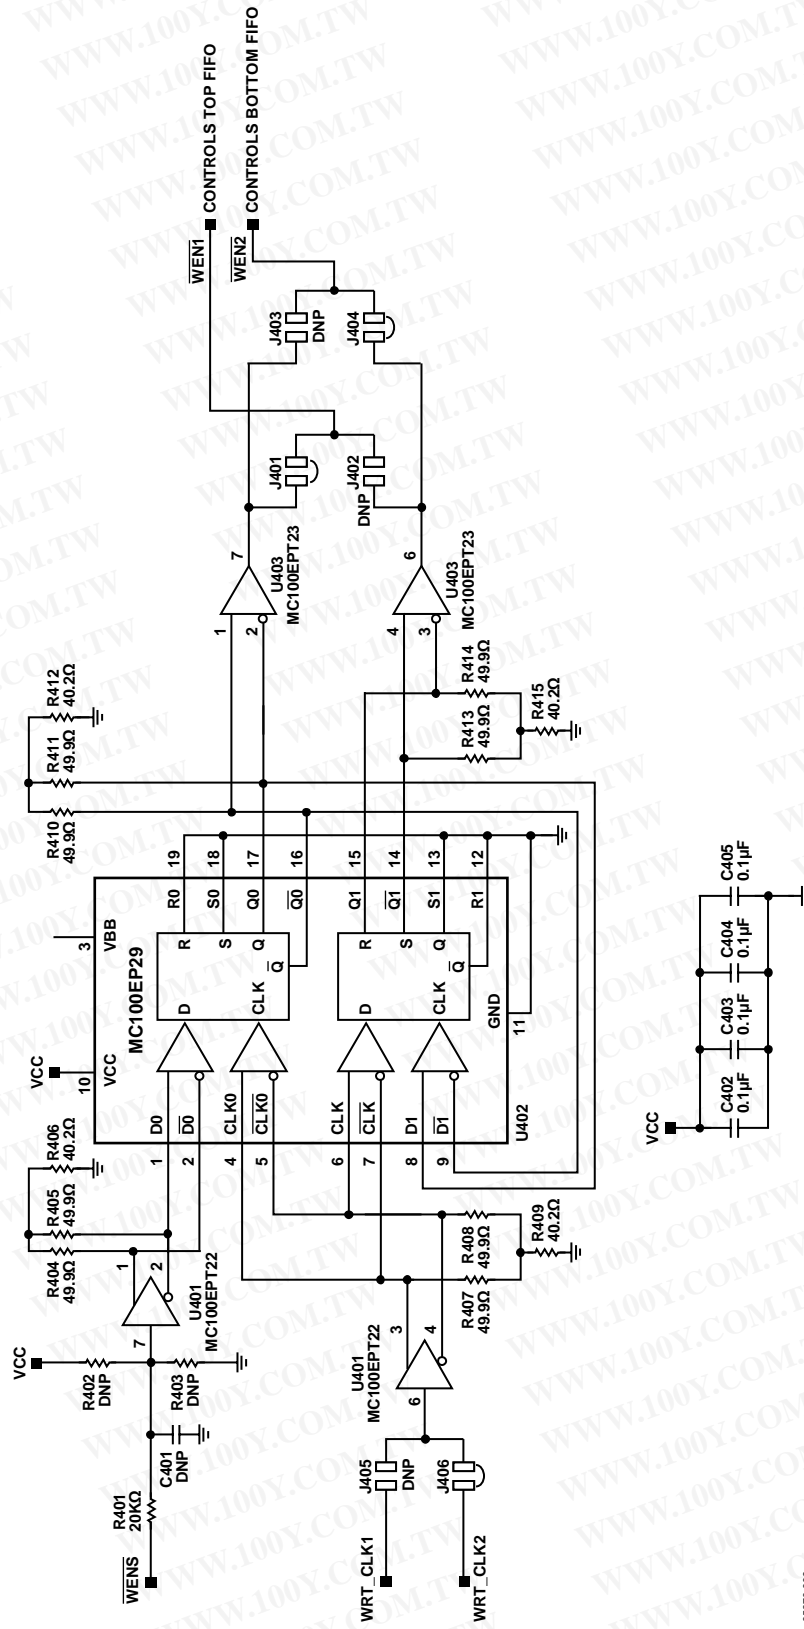 CONTROLS TOP FIFO
CONTROLS BOTTOM FIFO
WEN1
WEN2
J403
DNP
J404
J401
J402
DNP
7
U403
MC100EPT23
1
2
6
U403
MC100EPT23
4
3
R412
40.2Ω
R411
49.9Ω
R410
49.9Ω
R414
49.9Ω
R413
49.9Ω
R415
40.2Ω
19
18
17
16
15
14
13
12
R0
S0
Q0
Q0
Q1
Q1
S1
R1
3
VBB
MC100EP29
R
S
Q
Q
D
CLK
R
S
Q
Q
D
CLK
GND
11
VCC
10
VCC
U402
D0
D0
CLK0
CLK0
CLK
CLK
D1
D1
1
2
4
5
6
7
8
9
R406
40.2Ω
R405
49.9Ω
R404
49.9Ω
1
2
7
U401
MC100EPT22
R408
49.9Ω
R407
49.9Ω
R409
40.2Ω
3
4
6
U401
MC100EPT22
VCC
R402
DNP
R403
DNP
C401
DNP
R401
20KΩ
WENS
J405
DNP
J406
WRT_CLK1
WRT_CLK2
VCC
C402
0.1µF
C403
0.1µF
C404
0.1µF
C405
0.1µF
WWW.100Y.COM.TW